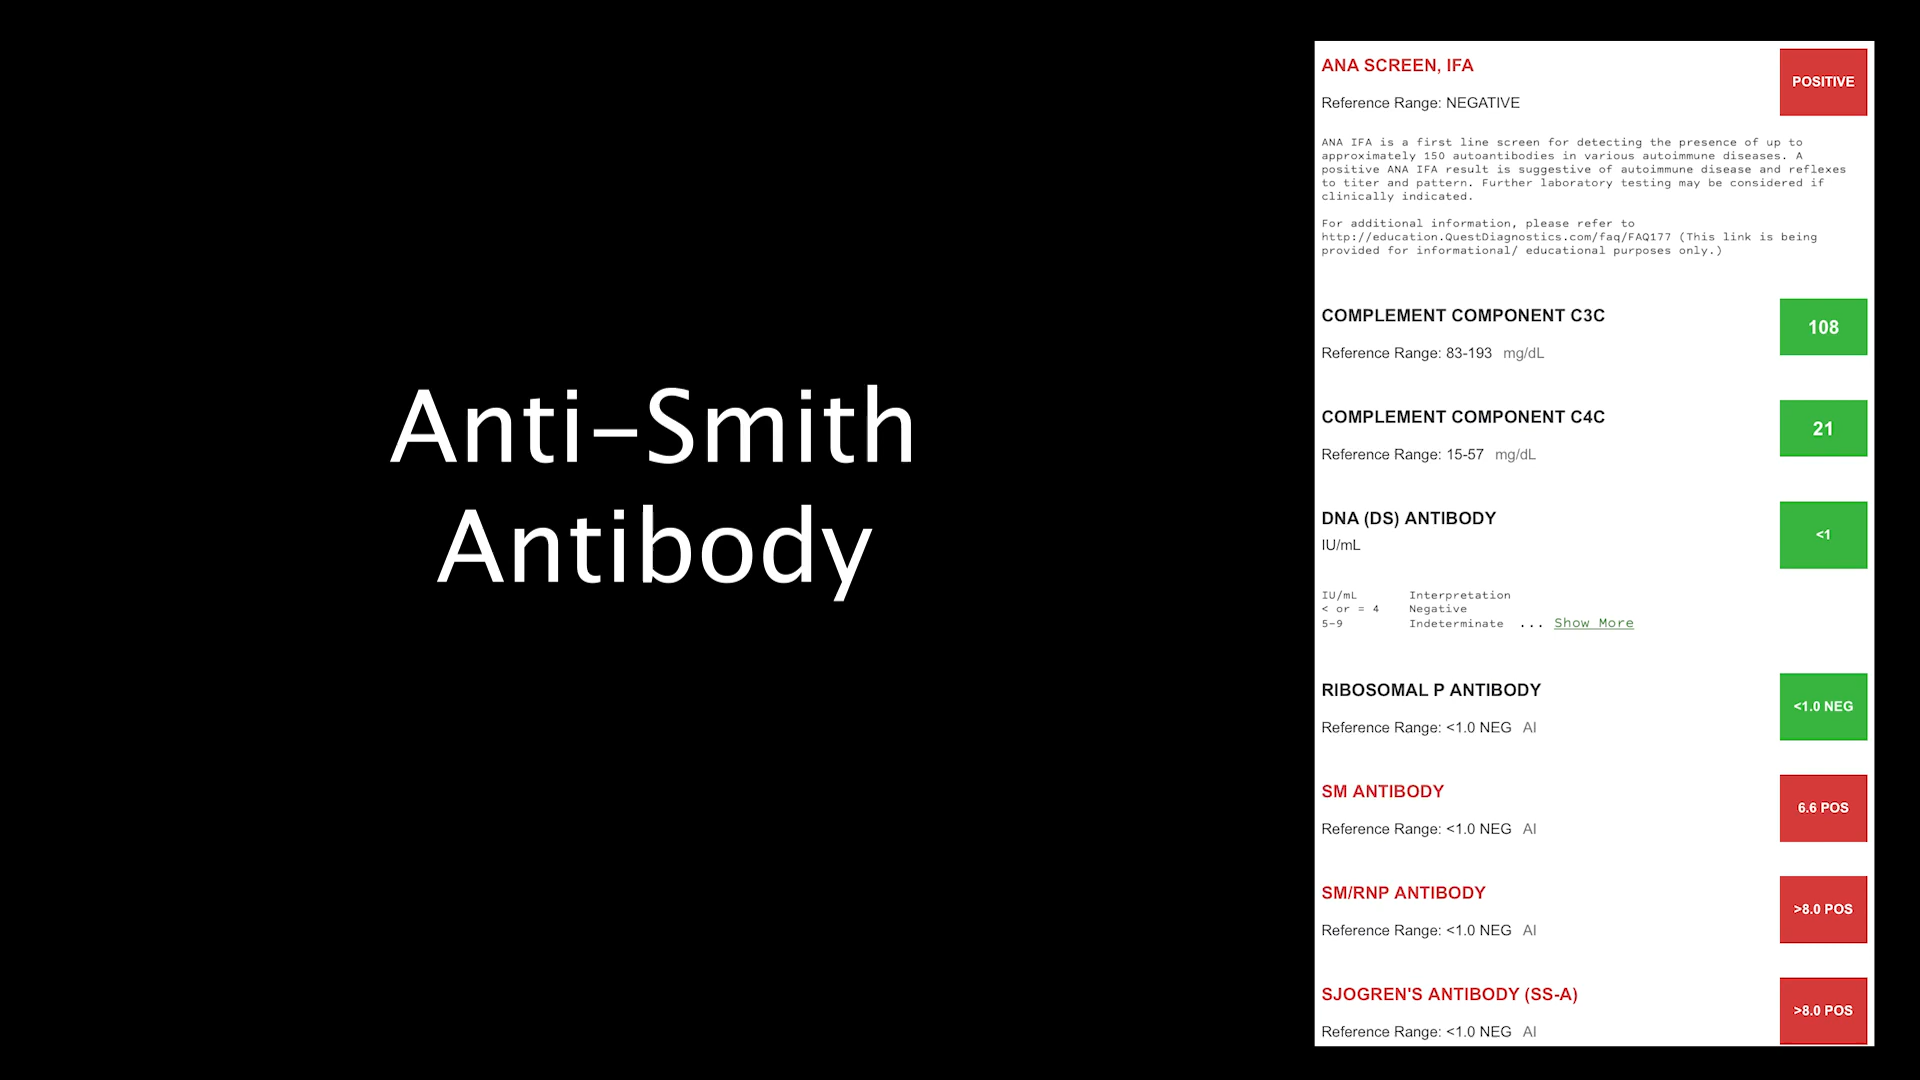 Anti-Smith
Antibody
ANA SCREEN, IFA
POSITIVE
Reference Range: NEGATIVE
ANA IFA is a first line screen for detecting the presence of up to
approximately 150 autoantibodies in various autoimmune diseases. A
positive ANA IFA result is suggestive of autoimmune disease and reflexes
to titer and pattern. Further laboratory testing may be considered if
clinically indicated.
For additional information, please refer to
http://education.QuestDiagnostics.com/faq/FAQ177 (This link is being
provided for informational/ educational purposes only.)
COMPLEMENT COMPONENT C3C
108
Reference Range: 83-193 mg/dL
COMPLEMENT COMPONENT C4C
21
Reference Range: 15-57 mg/dL
DNA (DS) ANTIBODY
<1
IU/mL
IU/mL Interpretation
< or = 4 Negative
5-9 Indeterminate ... Show More
RIBOSOMAL P ANTIBODY
<1.0 NEG
Reference Range: <1.0 NEG AI
SM ANTIBODY
6.6 POS
Reference Range: <1.0 NEG AI
SM/RNP ANTIBODY
>8.0 POS
Reference Range: <1.0 NEG AI
SJOGREN'S ANTIBODY (SS-A)
>8.0 POS
Reference Range: <1.0 NEG AI